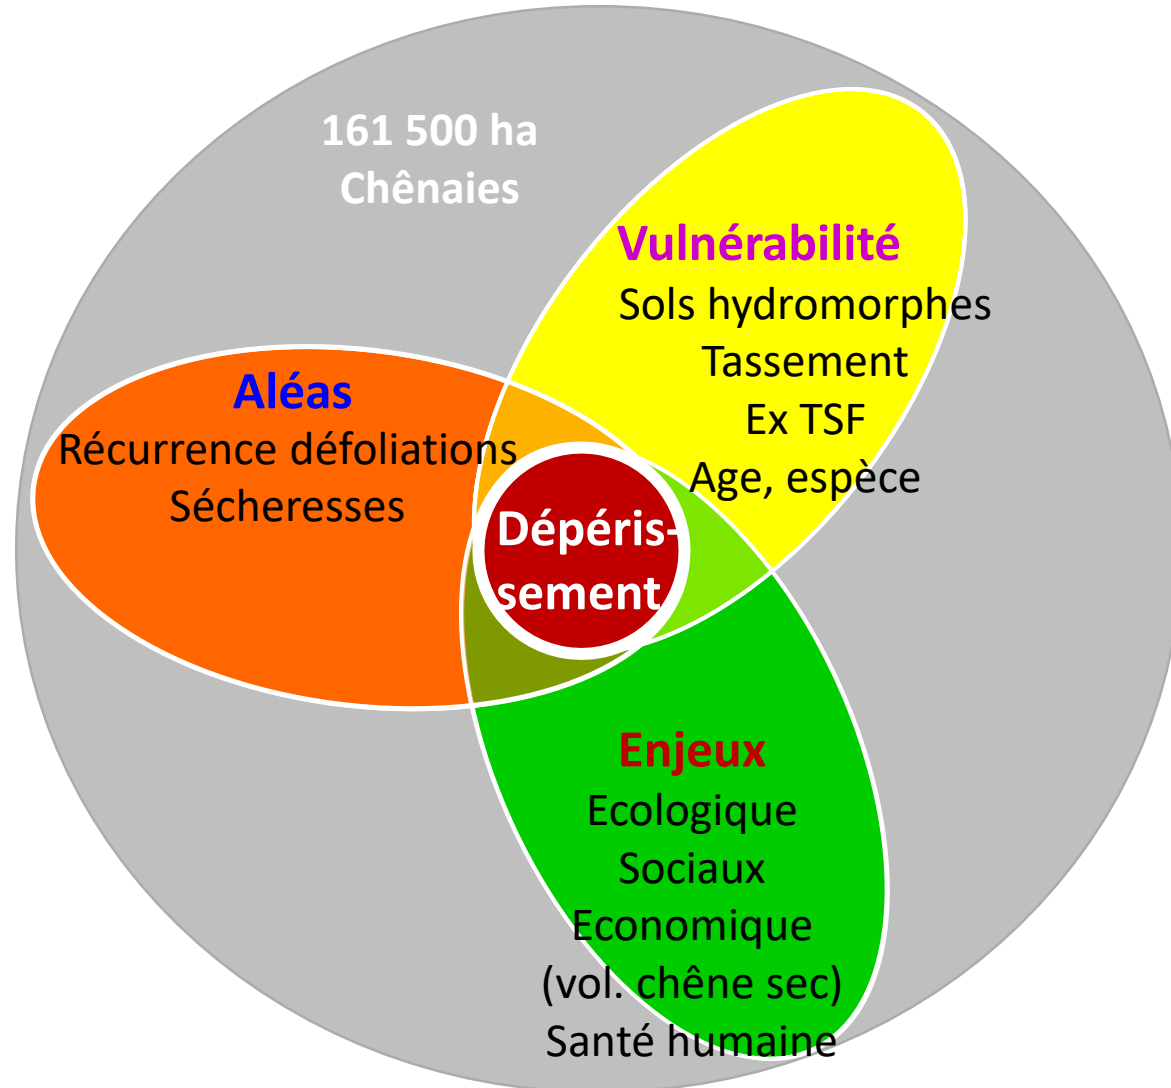 161 500 ha
Chênaies
Vulnérabilité
Sols hydromorphes
Tassement
Ex TSF
Age, espèce
Aléas
Récurrence défoliations
Sécheresses
Dépéris-
sement
Enjeux
Ecologique
Sociaux
Economique
(vol. chêne sec)
Santé humaine